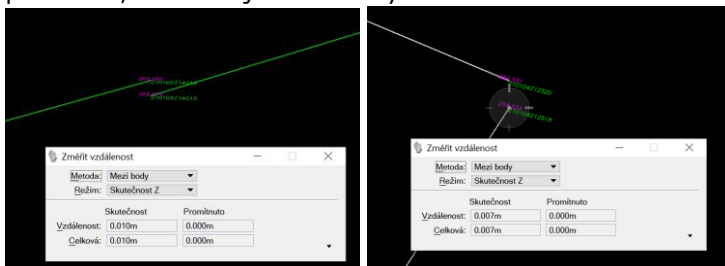 Změřit vzdálenost
Metoda: Mezi body
Režim: Skutečnost Z
Skutečnost Promítnuto
Vzdálenost: 0.010m 0.000m
Celková: 0.010m 0.000m
Změřit vzdálenost
Metoda: Mezi body
Režim: Skutečnost Z
Skutečnost Promítnuto
Vzdálenost: 0.007m 0.000m
Celková: 0.007m 0.000m